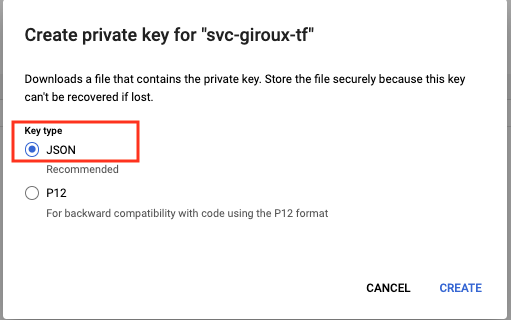 Create private key for "svc-giroux-tf"
Downloads a file that contains the private key. Store the file securely because this key
can't be recovered if lost.
Key type
JSON
Recommended
P12
For backward compatibility with code using the P12 format
CANCEL CREATE